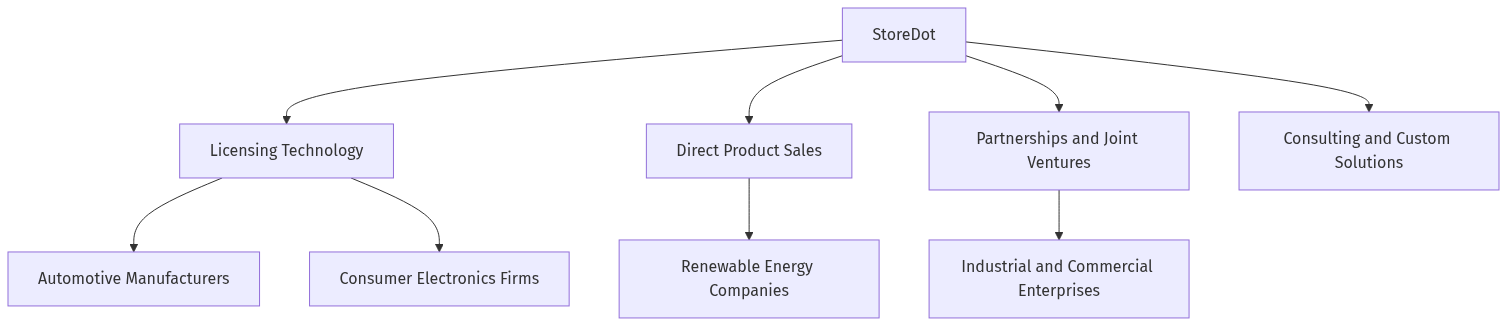 StoreDot
Licensing Technology
Direct Product Sales
Partnerships and Joint
Ventures
Consulting and Custom
Solutions
Automotive Manufacturers
Consumer Electronics Firms
Renewable Energy
Companies
Industrial and Commercial
Enterprises